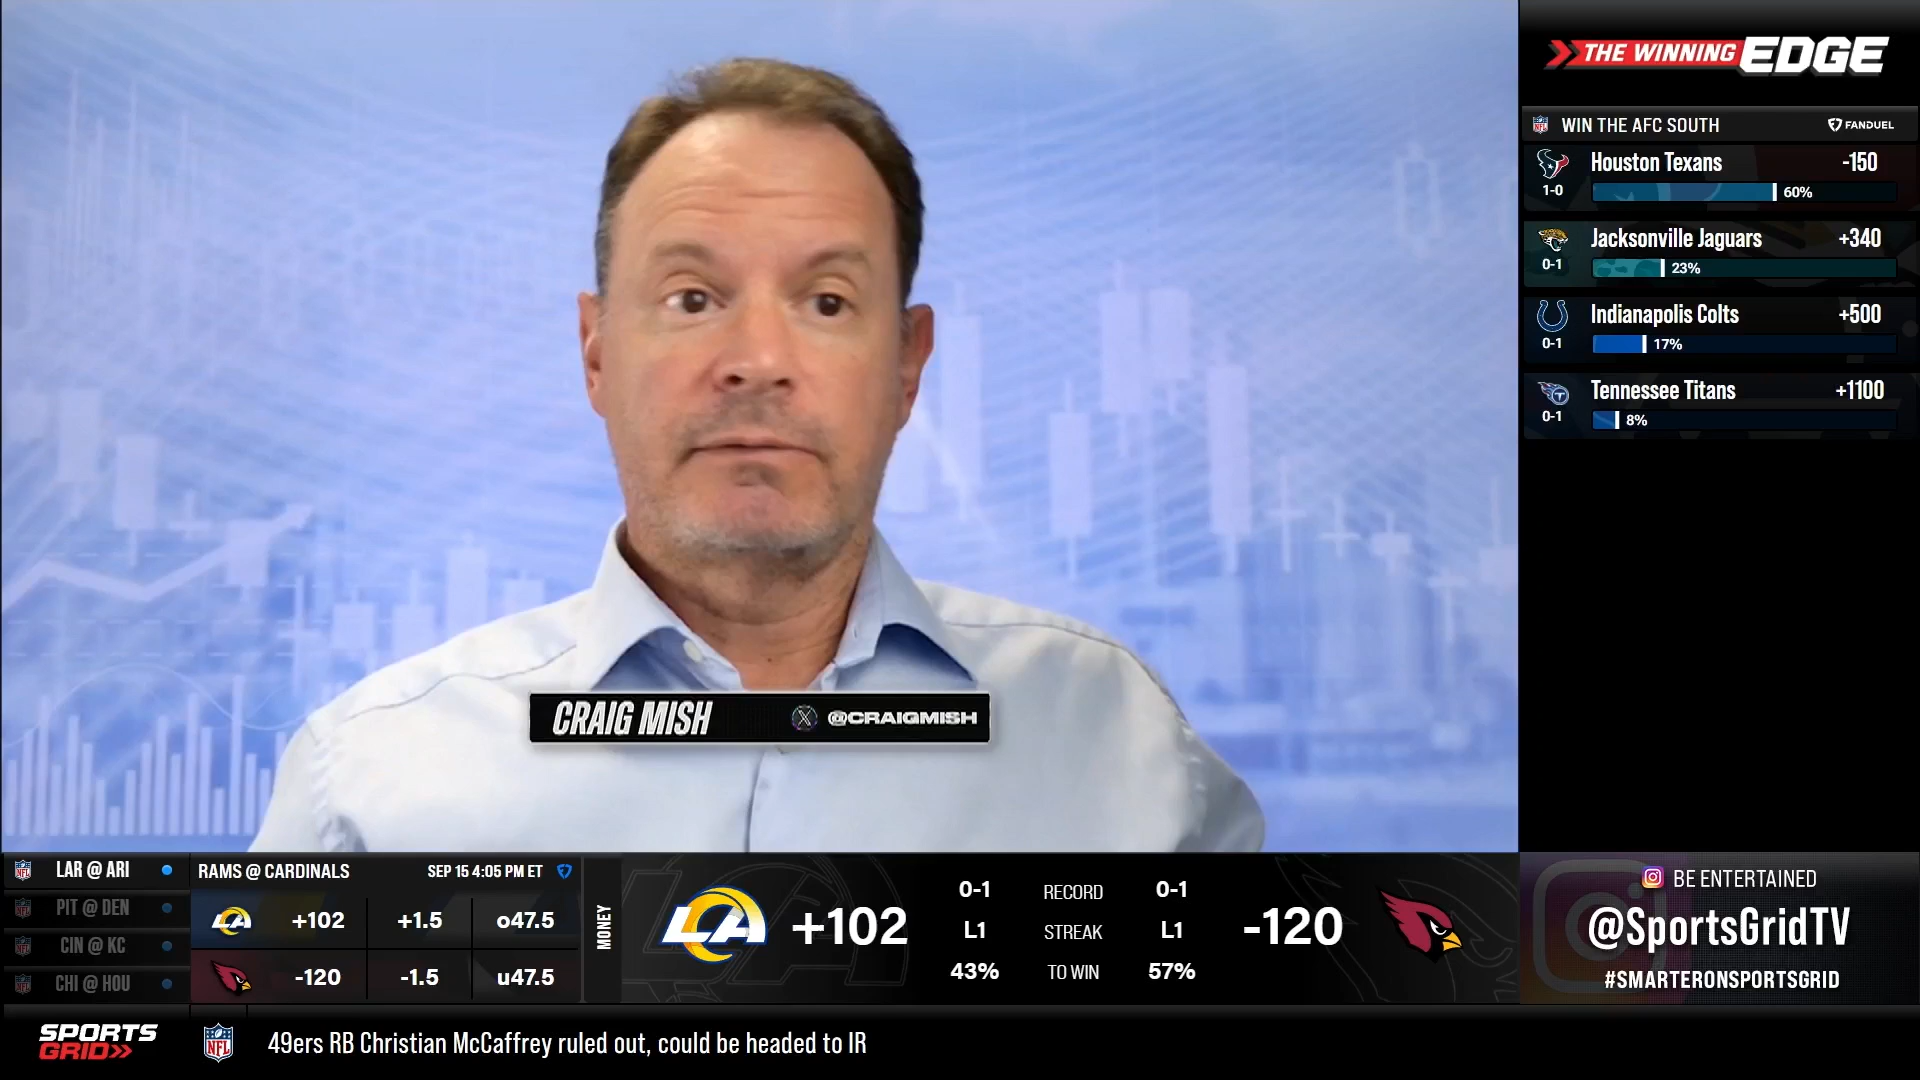 THE WINNING EDGE
WIN THE AFC SOUTH
FANDUEL
Houston Texans -150
1-0 60%
Jacksonville Jaguars +340
0-1 23%
Indianapolis Colts +500
0-1 17%
Tennessee Titans +1100
0-1 8%
CRAIG MISH @CRAIGMISH
LAR @ ARI
PIT @ DEN
CIN @ KC
CHI @ HOU
RAMS @ CARDINALS SEP 15 4:05 PM ET
LA +102 +1.5 o47.5
-120 -1.5 u47.5
MONEY
LA +102
0-1 RECORD 0-1
L1 STREAK L1
43% TO WIN 57%
-120
BE ENTERTAINED
@SportsGridTV
#SMARTERONSPORTSGRID
SPORTS
GRID
NFL
49ers RB Christian McCaffrey ruled out, could be headed to IR